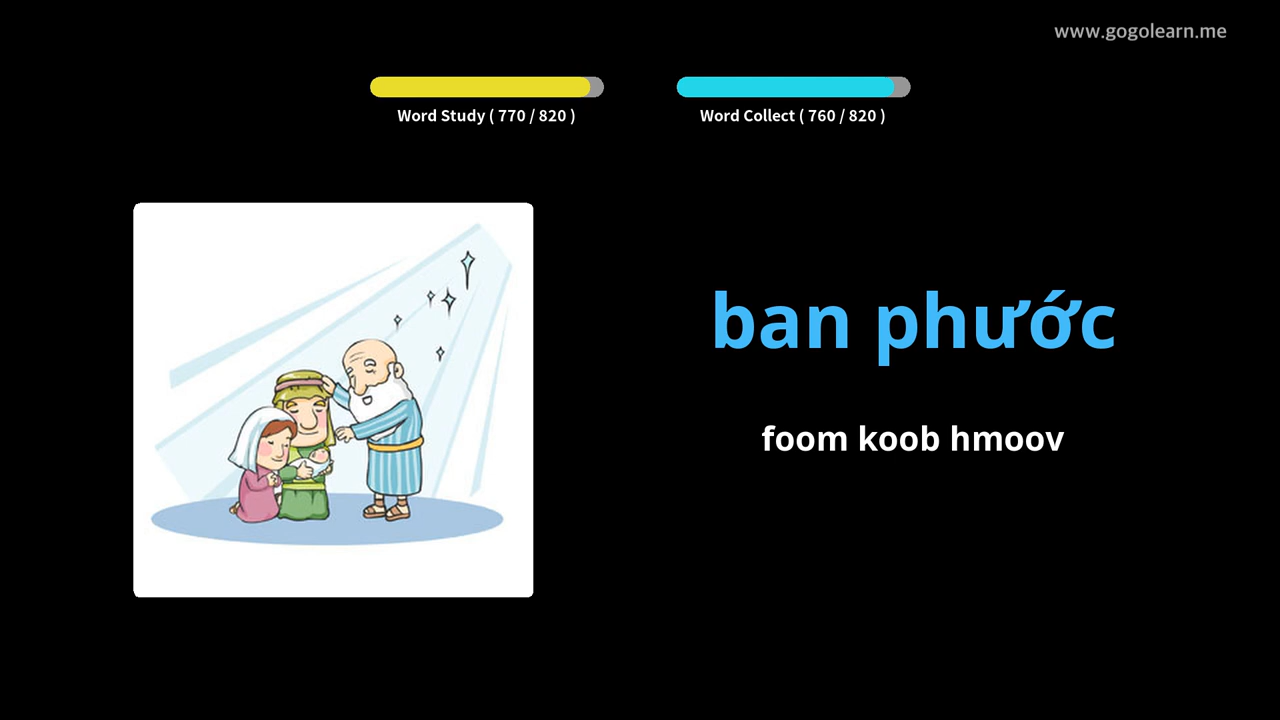 www.gogolearn.me
Word Study ( 770 / 820 )
Word Collect ( 760 / 820 )
ban phước
foom koob hmoov